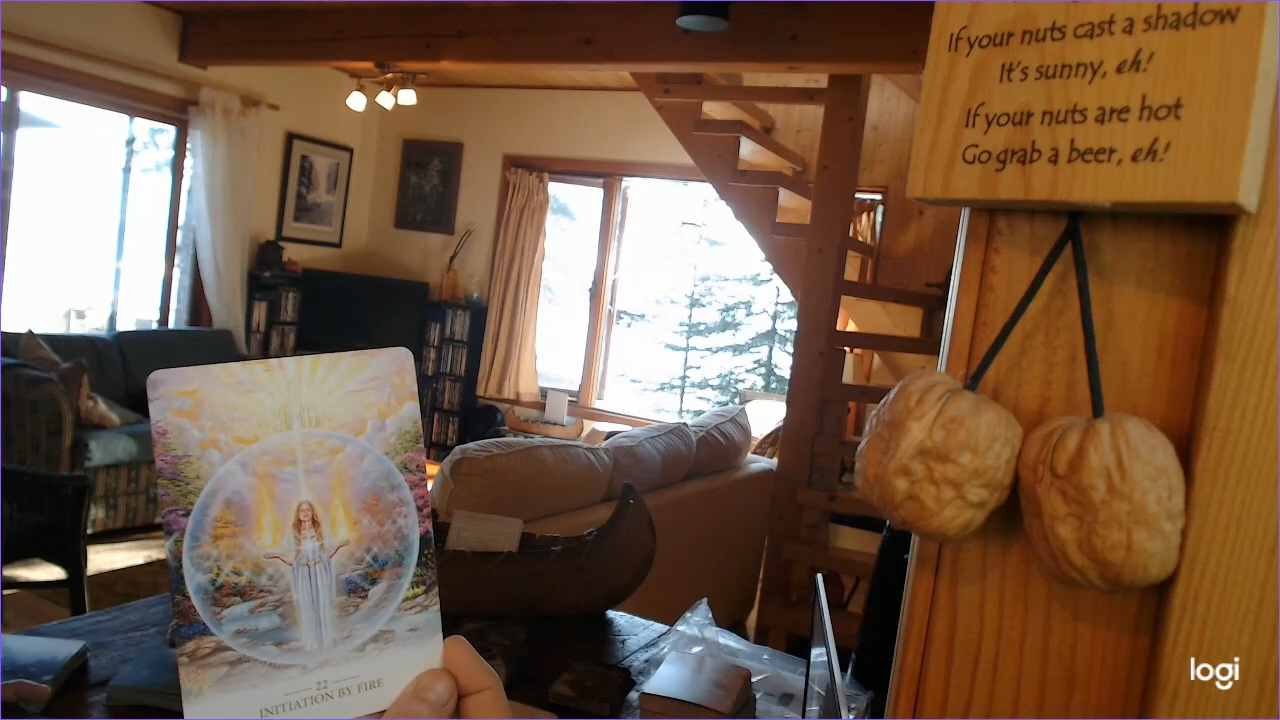 If your nuts cast a shadow
It's sunny, eh!
If your nuts are hot
Go grab a beer, eh!
22
INITIATION BY FIRE
logi